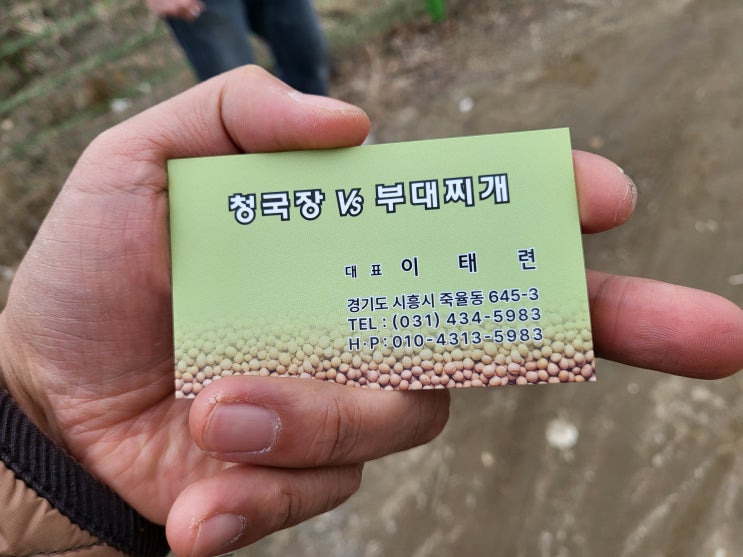 청국장 Vs 부대찌개
대 표 이 태 련
경기도 시흥시 죽율동 645-3
TEL : (031) 434-5983
H·P : 010-4313-5983